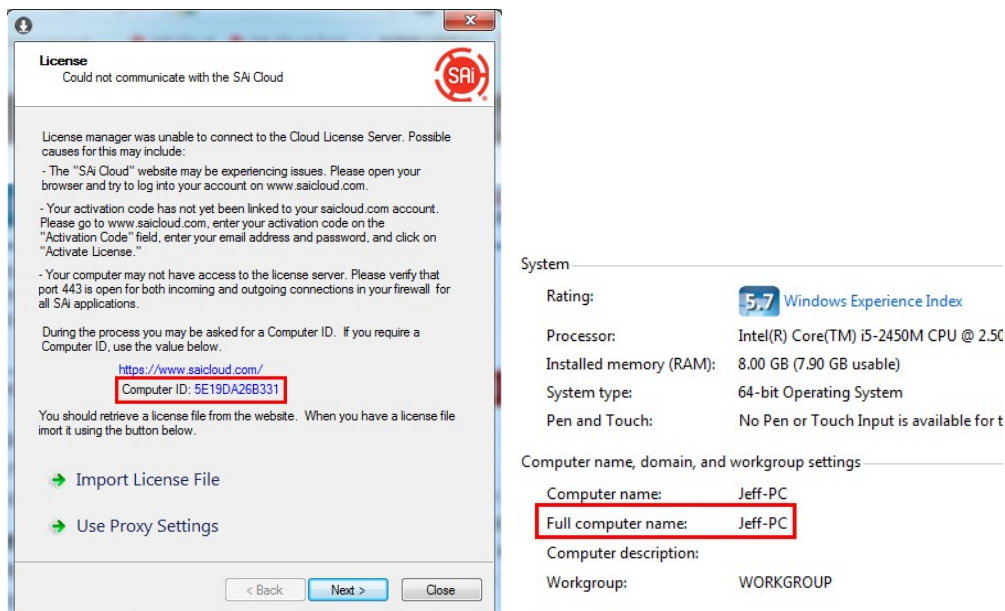 License
Could not communicate with the SAi Cloud
SAi
License manager was unable to connect to the Cloud License Server. Possible
causes for this may include:
- The "SAi Cloud" website may be experiencing issues. Please open your
browser and try to log into your account on www.saicloud.com.
- Your activation code has not yet been linked to your saicloud.com account.
Please go to www.saicloud.com, enter your activation code on the
"Activation Code" field, enter your email address and password, and click on
"Activate License."
- Your computer may not have access to the license server. Please verify that
port 443 is open for both incoming and outgoing connections in your firewall for
all SAi applications.
During the process you may be asked for a Computer ID. If you require a
Computer ID, use the value below.
https://www.saicloud.com/
Computer ID: 5E19DA26B331
You should retrieve a license file from the website. When you have a license file
imort it using the button below.
Import License File
Use Proxy Settings
< Back
Next >
Close
System
Rating:
5,7 Windows Experience Index
Processor:
Intel(R) Core(TM) i5-2450M CPU @ 2.50
Installed memory (RAM):
8.00 GB (7.90 GB usable)
System type:
64-bit Operating System
Pen and Touch:
No Pen or Touch Input is available for t
Computer name, domain, and workgroup settings
Computer name:
Jeff-PC
Full computer name:
Jeff-PC
Computer description:
Workgroup:
WORKGROUP